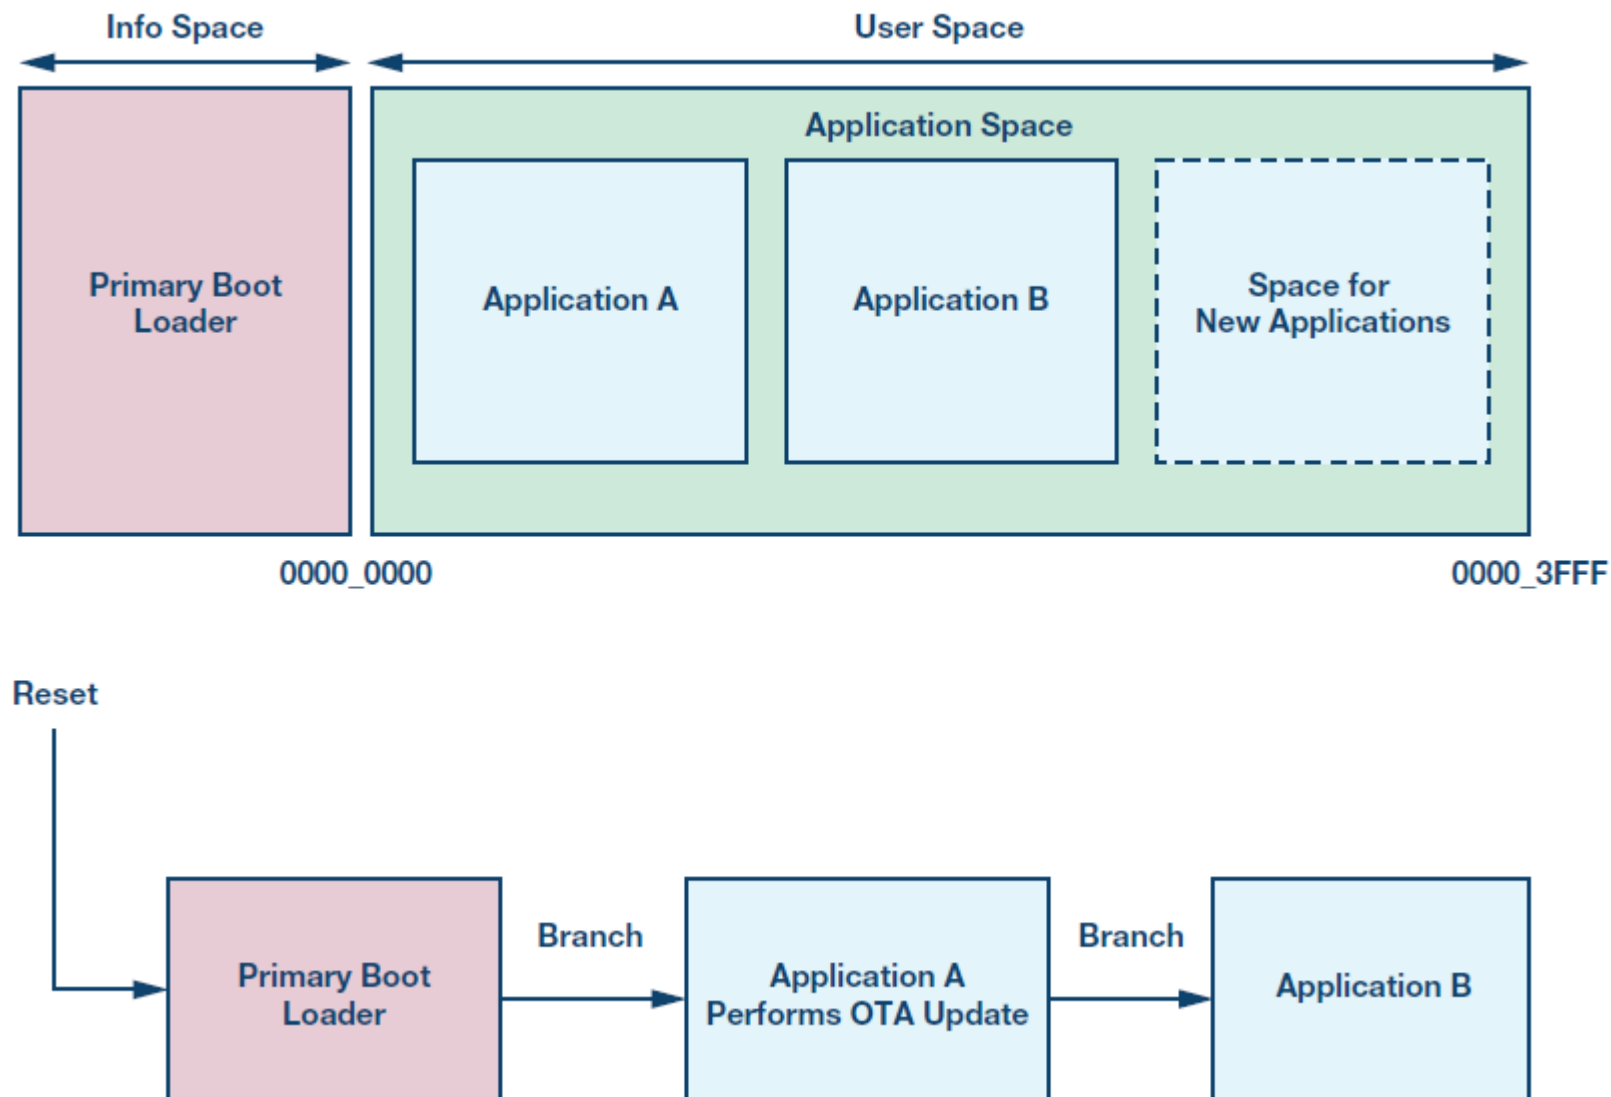 Info Space
User Space
Application Space
Primary Boot
Loader
Application A
Application B
Space for
New Applications
0000_0000
0000_3FFF
Reset
Primary Boot
Loader
Branch
Application A
Performs OTA Update
Branch
Application B